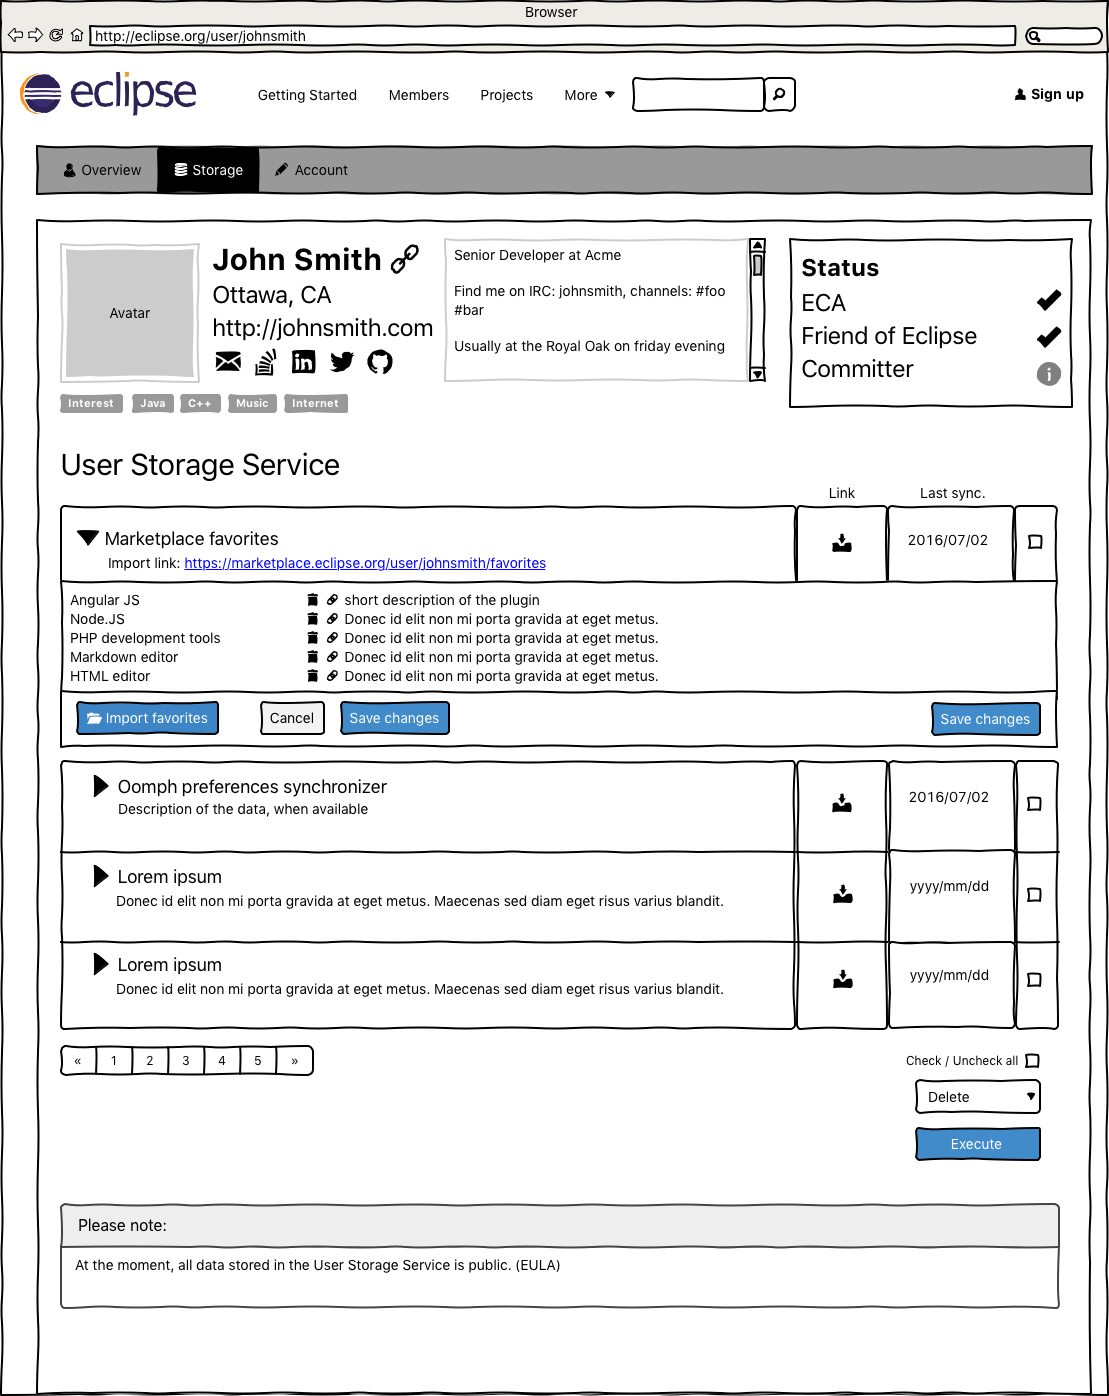 Browser
http://eclipse.org/user/johnsmith
eclipse
Getting Started Members Projects More
Sign up
Overview Storage Account
Avatar
John Smith
Ottawa, CA
http://johnsmith.com
Interest Java C++ Music Internet
Senior Developer at Acme
Find me on IRC: johnsmith, channels: #foo
#bar
Usually at the Royal Oak on friday evening
Status
ECA
Friend of Eclipse
Committer
User Storage Service
Link Last sync.
Marketplace favorites
2016/07/02
Import link: https://marketplace.eclipse.org/user/johnsmith/favorites
Angular JS short description of the plugin
Node.JS Donec id elit non mi porta gravida at eget metus.
PHP development tools Donec id elit non mi porta gravida at eget metus.
Markdown editor Donec id elit non mi porta gravida at eget metus.
HTML editor Donec id elit non mi porta gravida at eget metus.
Import favorites Cancel Save changes Save changes
Oomph preferences synchronizer
2016/07/02
Description of the data, when available
Lorem ipsum
yyyy/mm/dd
Donec id elit non mi porta gravida at eget metus. Maecenas sed diam eget risus varius blandit.
Lorem ipsum
yyyy/mm/dd
Donec id elit non mi porta gravida at eget metus. Maecenas sed diam eget risus varius blandit.
« 1 2 3 4 5 »
Check / Uncheck all
Delete
Execute
Please note:
At the moment, all data stored in the User Storage Service is public. (EULA)